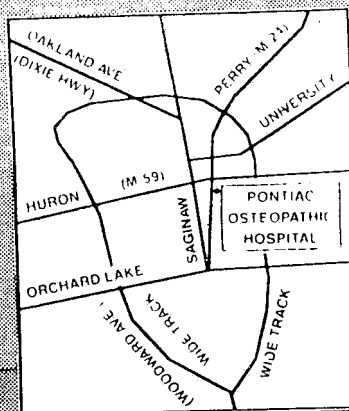 OAKLAND AVE
(DIXIE HWY)
PERRY (M 24)
UNIVERSITY
HURON (M 59)
PONTIAC
OSTEOPATHIC
HOSPITAL
SAGINAW
ORCHARD LAKE
WIDE TRACK
(WOODWARD AVE)
WIDE TRACK